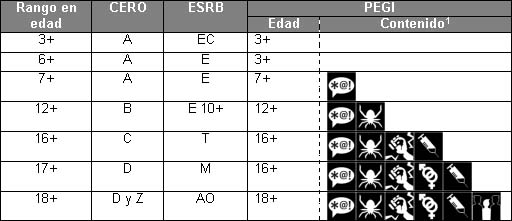 Rango en edad CERO ESRB PEGI
Edad Contenido¹
3+ A EC 3+
6+ A E 3+
7+ A E 7+ *@!
12+ B E 10+ 12+ *@!
16+ C T 16+ *@!
17+ D M 16+ *@!
18+ D y Z AO 18+ *@!